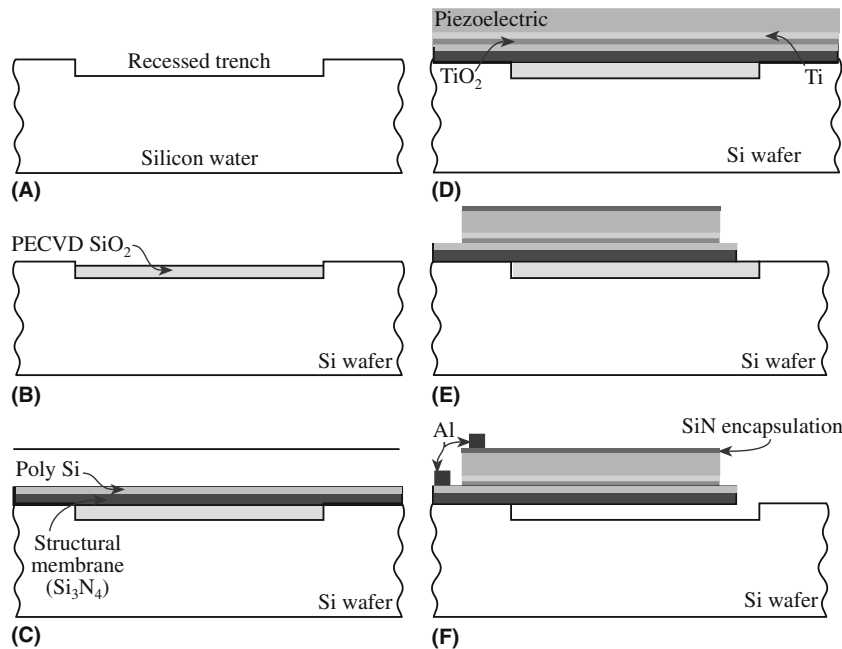 Recessed trench
Silicon water
(A)
PECVD SiO₂
Si wafer
(B)
Poly Si
Structural
membrane
(Si₃N₄)
Si wafer
(C)
Piezoelectric
TiO₂
Ti
Si wafer
(D)
Si wafer
(E)
Al
SiN encapsulation
Si wafer
(F)